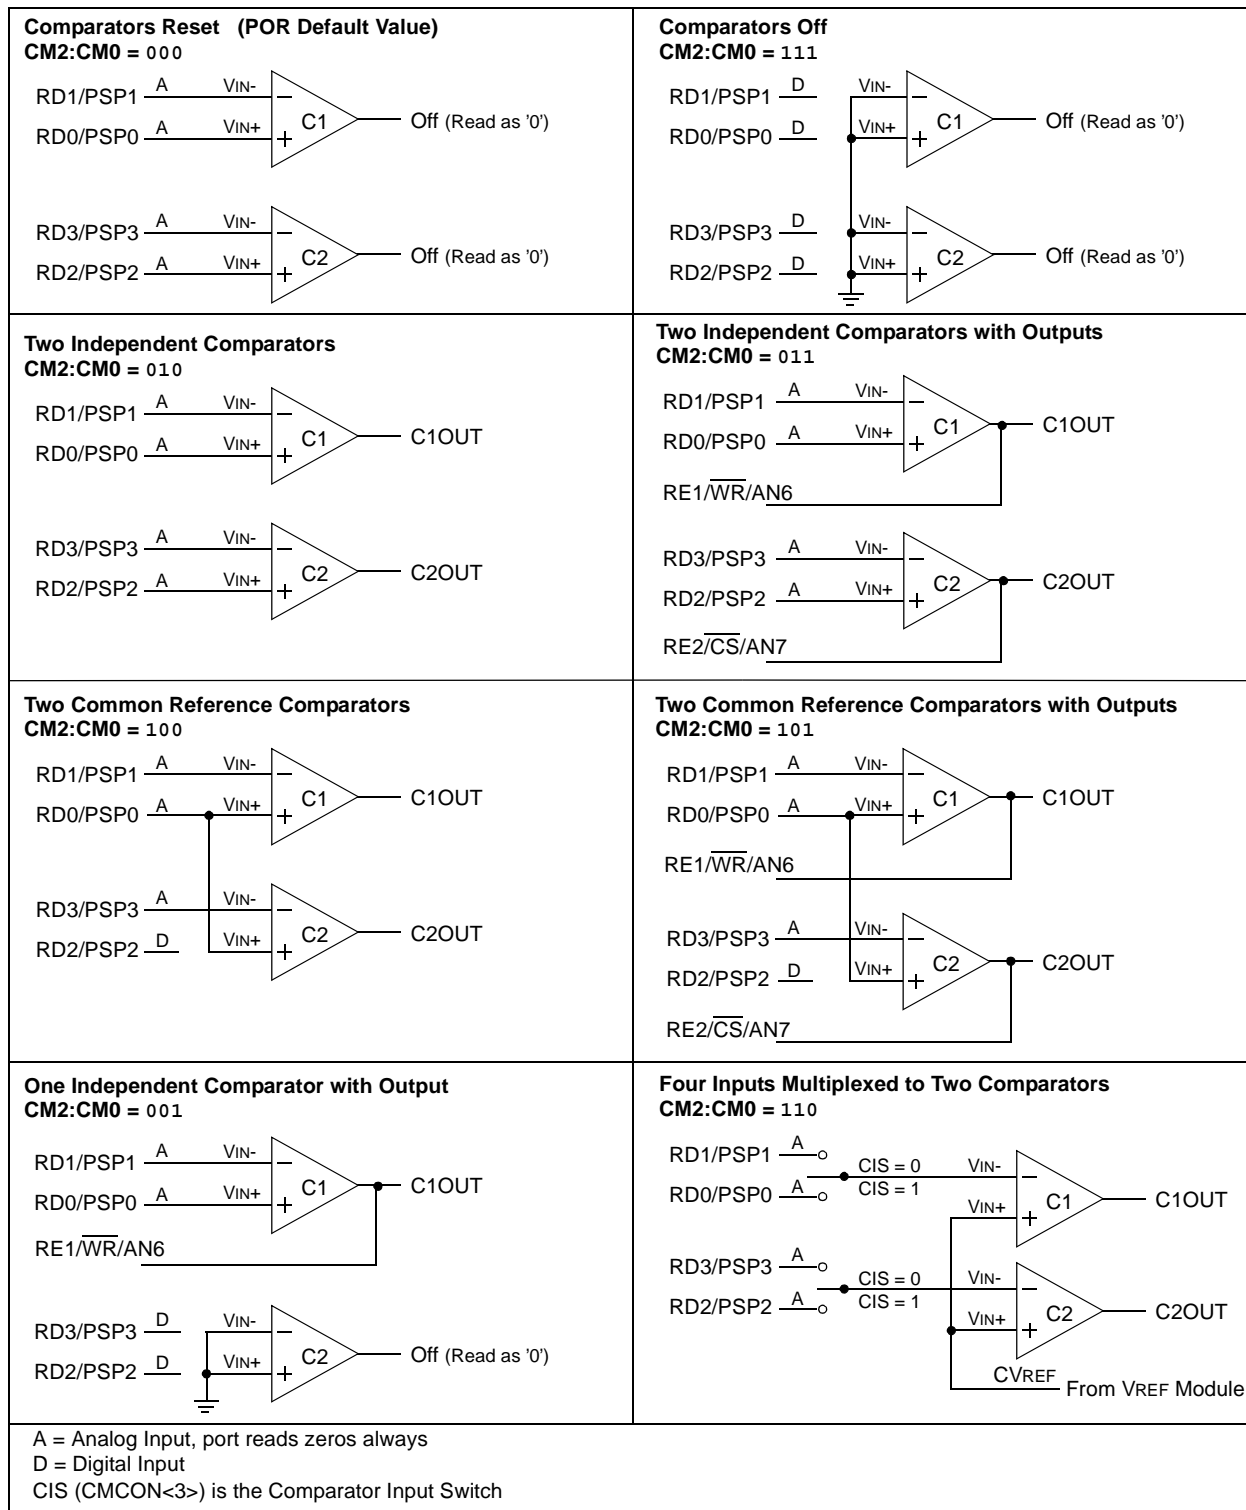 Comparators Reset (POR Default Value)
CM2:CM0 = 000
RD1/PSP1 A VIN-
RD0/PSP0 A VIN+
C1
Off (Read as '0')
RD3/PSP3 A VIN-
RD2/PSP2 A VIN+
C2
Off (Read as '0')
Comparators Off
CM2:CM0 = 111
RD1/PSP1 D VIN-
RD0/PSP0 D VIN+
C1
Off (Read as '0')
RD3/PSP3 D VIN-
RD2/PSP2 D VIN+
C2
Off (Read as '0')
Two Independent Comparators
CM2:CM0 = 010
RD1/PSP1 A VIN-
RD0/PSP0 A VIN+
C1
C1OUT
RD3/PSP3 A VIN-
RD2/PSP2 A VIN+
C2
C2OUT
Two Independent Comparators with Outputs
CM2:CM0 = 011
RD1/PSP1 A VIN-
RD0/PSP0 A VIN+
C1
C1OUT
RE1/WR/AN6
RD3/PSP3 A VIN-
RD2/PSP2 A VIN+
C2
C2OUT
RE2/CS/AN7
Two Common Reference Comparators
CM2:CM0 = 100
RD1/PSP1 A VIN-
RD0/PSP0 A VIN+
C1
C1OUT
RD3/PSP3 A VIN-
RD2/PSP2 D VIN+
C2
C2OUT
Two Common Reference Comparators with Outputs
CM2:CM0 = 101
RD1/PSP1 A VIN-
RD0/PSP0 A VIN+
C1
C1OUT
RE1/WR/AN6
RD3/PSP3 A VIN-
RD2/PSP2 D VIN+
C2
C2OUT
RE2/CS/AN7
One Independent Comparator with Output
CM2:CM0 = 001
RD1/PSP1 A VIN-
RD0/PSP0 A VIN+
C1
C1OUT
RE1/WR/AN6
RD3/PSP3 D VIN-
RD2/PSP2 D VIN+
C2
Off (Read as '0')
Four Inputs Multiplexed to Two Comparators
CM2:CM0 = 110
RD1/PSP1 A
RD0/PSP0 A
CIS = 0 VIN-
CIS = 1
VIN+
C1
C1OUT
RD3/PSP3 A
RD2/PSP2 A
CIS = 0 VIN-
CIS = 1
VIN+
C2
C2OUT
CVREF
From VREF Module
A = Analog Input, port reads zeros always
D = Digital Input
CIS (CMCON<3>) is the Comparator Input Switch